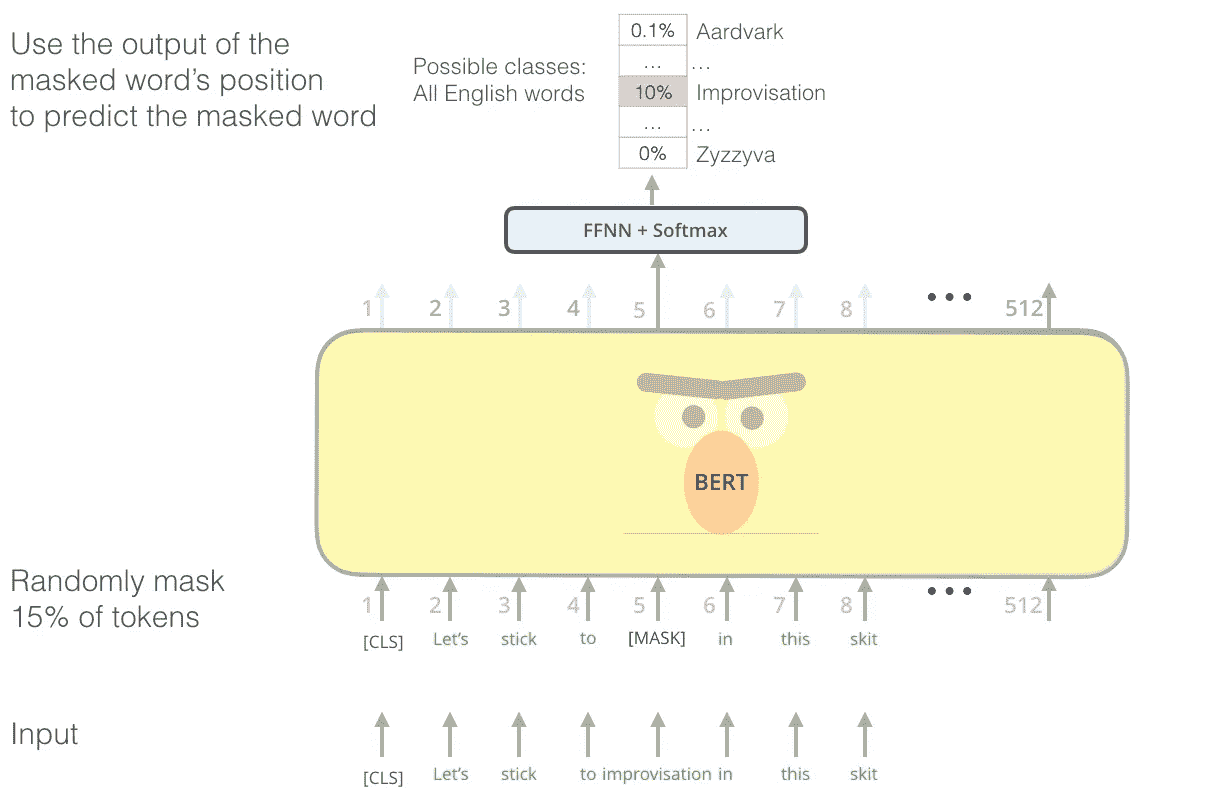 Use the output of the
masked word's position
to predict the masked word
Possible classes:
All English words
0.1% Aardvark
... ...
10% Improvisation
... ...
0% Zyzzyva
FFNN + Softmax
1 2 3 4 5 6 7 8 ••• 512
BERT
Randomly mask
15% of tokens
1 2 3 4 5 6 7 8 ••• 512
[CLS] Let's stick to [MASK] in this skit
Input
[CLS] Let's stick to improvisation in this skit